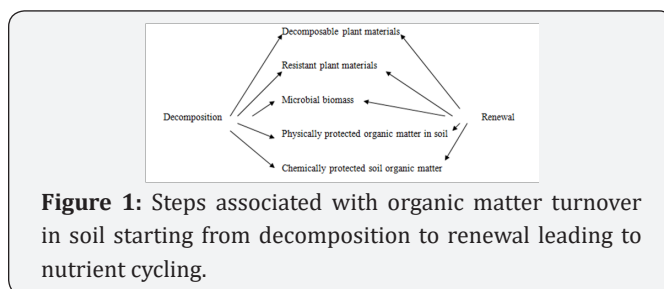 Decomposable plant materials
Resistant plant materials
Microbial biomass
Decomposition
Renewal
Physically protected organic matter in soil
Chemically protected soil organic matter
Figure 1: Steps associated with organic matter turnover
in soil starting from decomposition to renewal leading to
nutrient cycling.